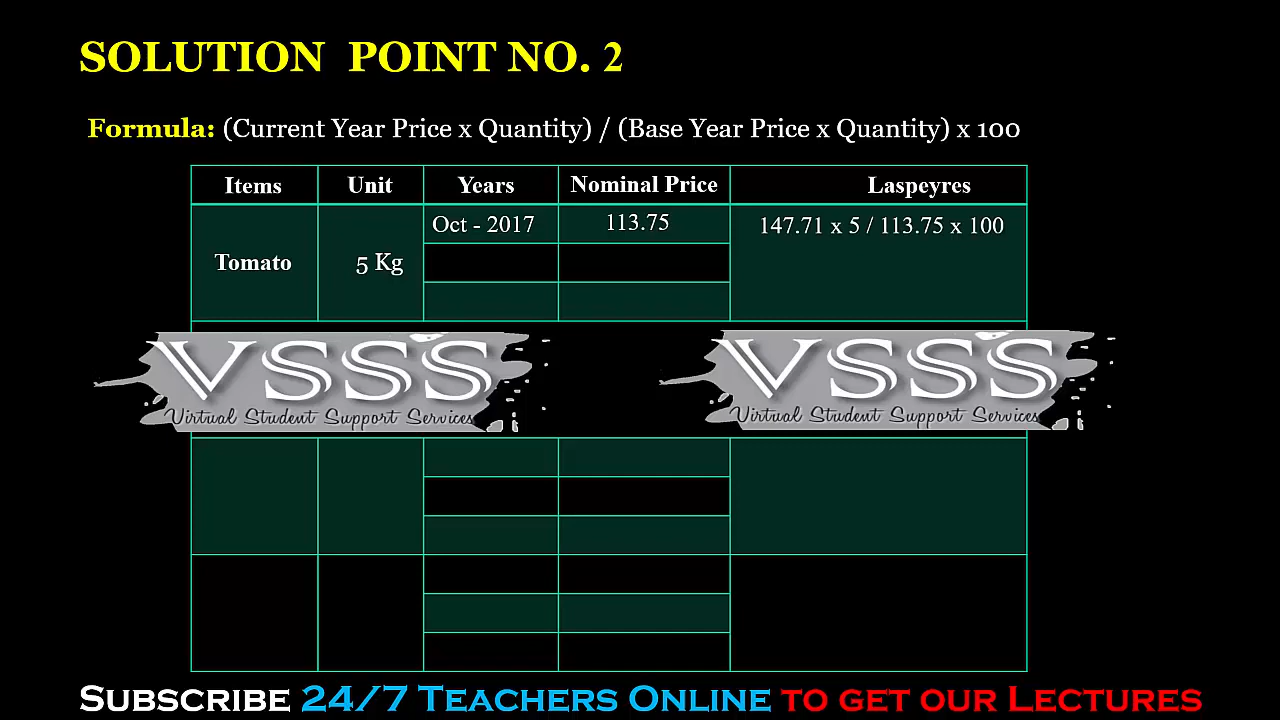 SOLUTION POINT NO. 2
Formula: (Current Year Price x Quantity) / (Base Year Price x Quantity) x 100
Items Unit Years Nominal Price Laspeyres
Tomato 5 Kg Oct - 2017 113.75 147.71 x 5 / 113.75 x 100
VSSS VSSS
Virtual Student Support Services Virtual Student Support Services
SUBSCRIBE 24/7 TEACHERS ONLINE TO GET OUR LECTURES